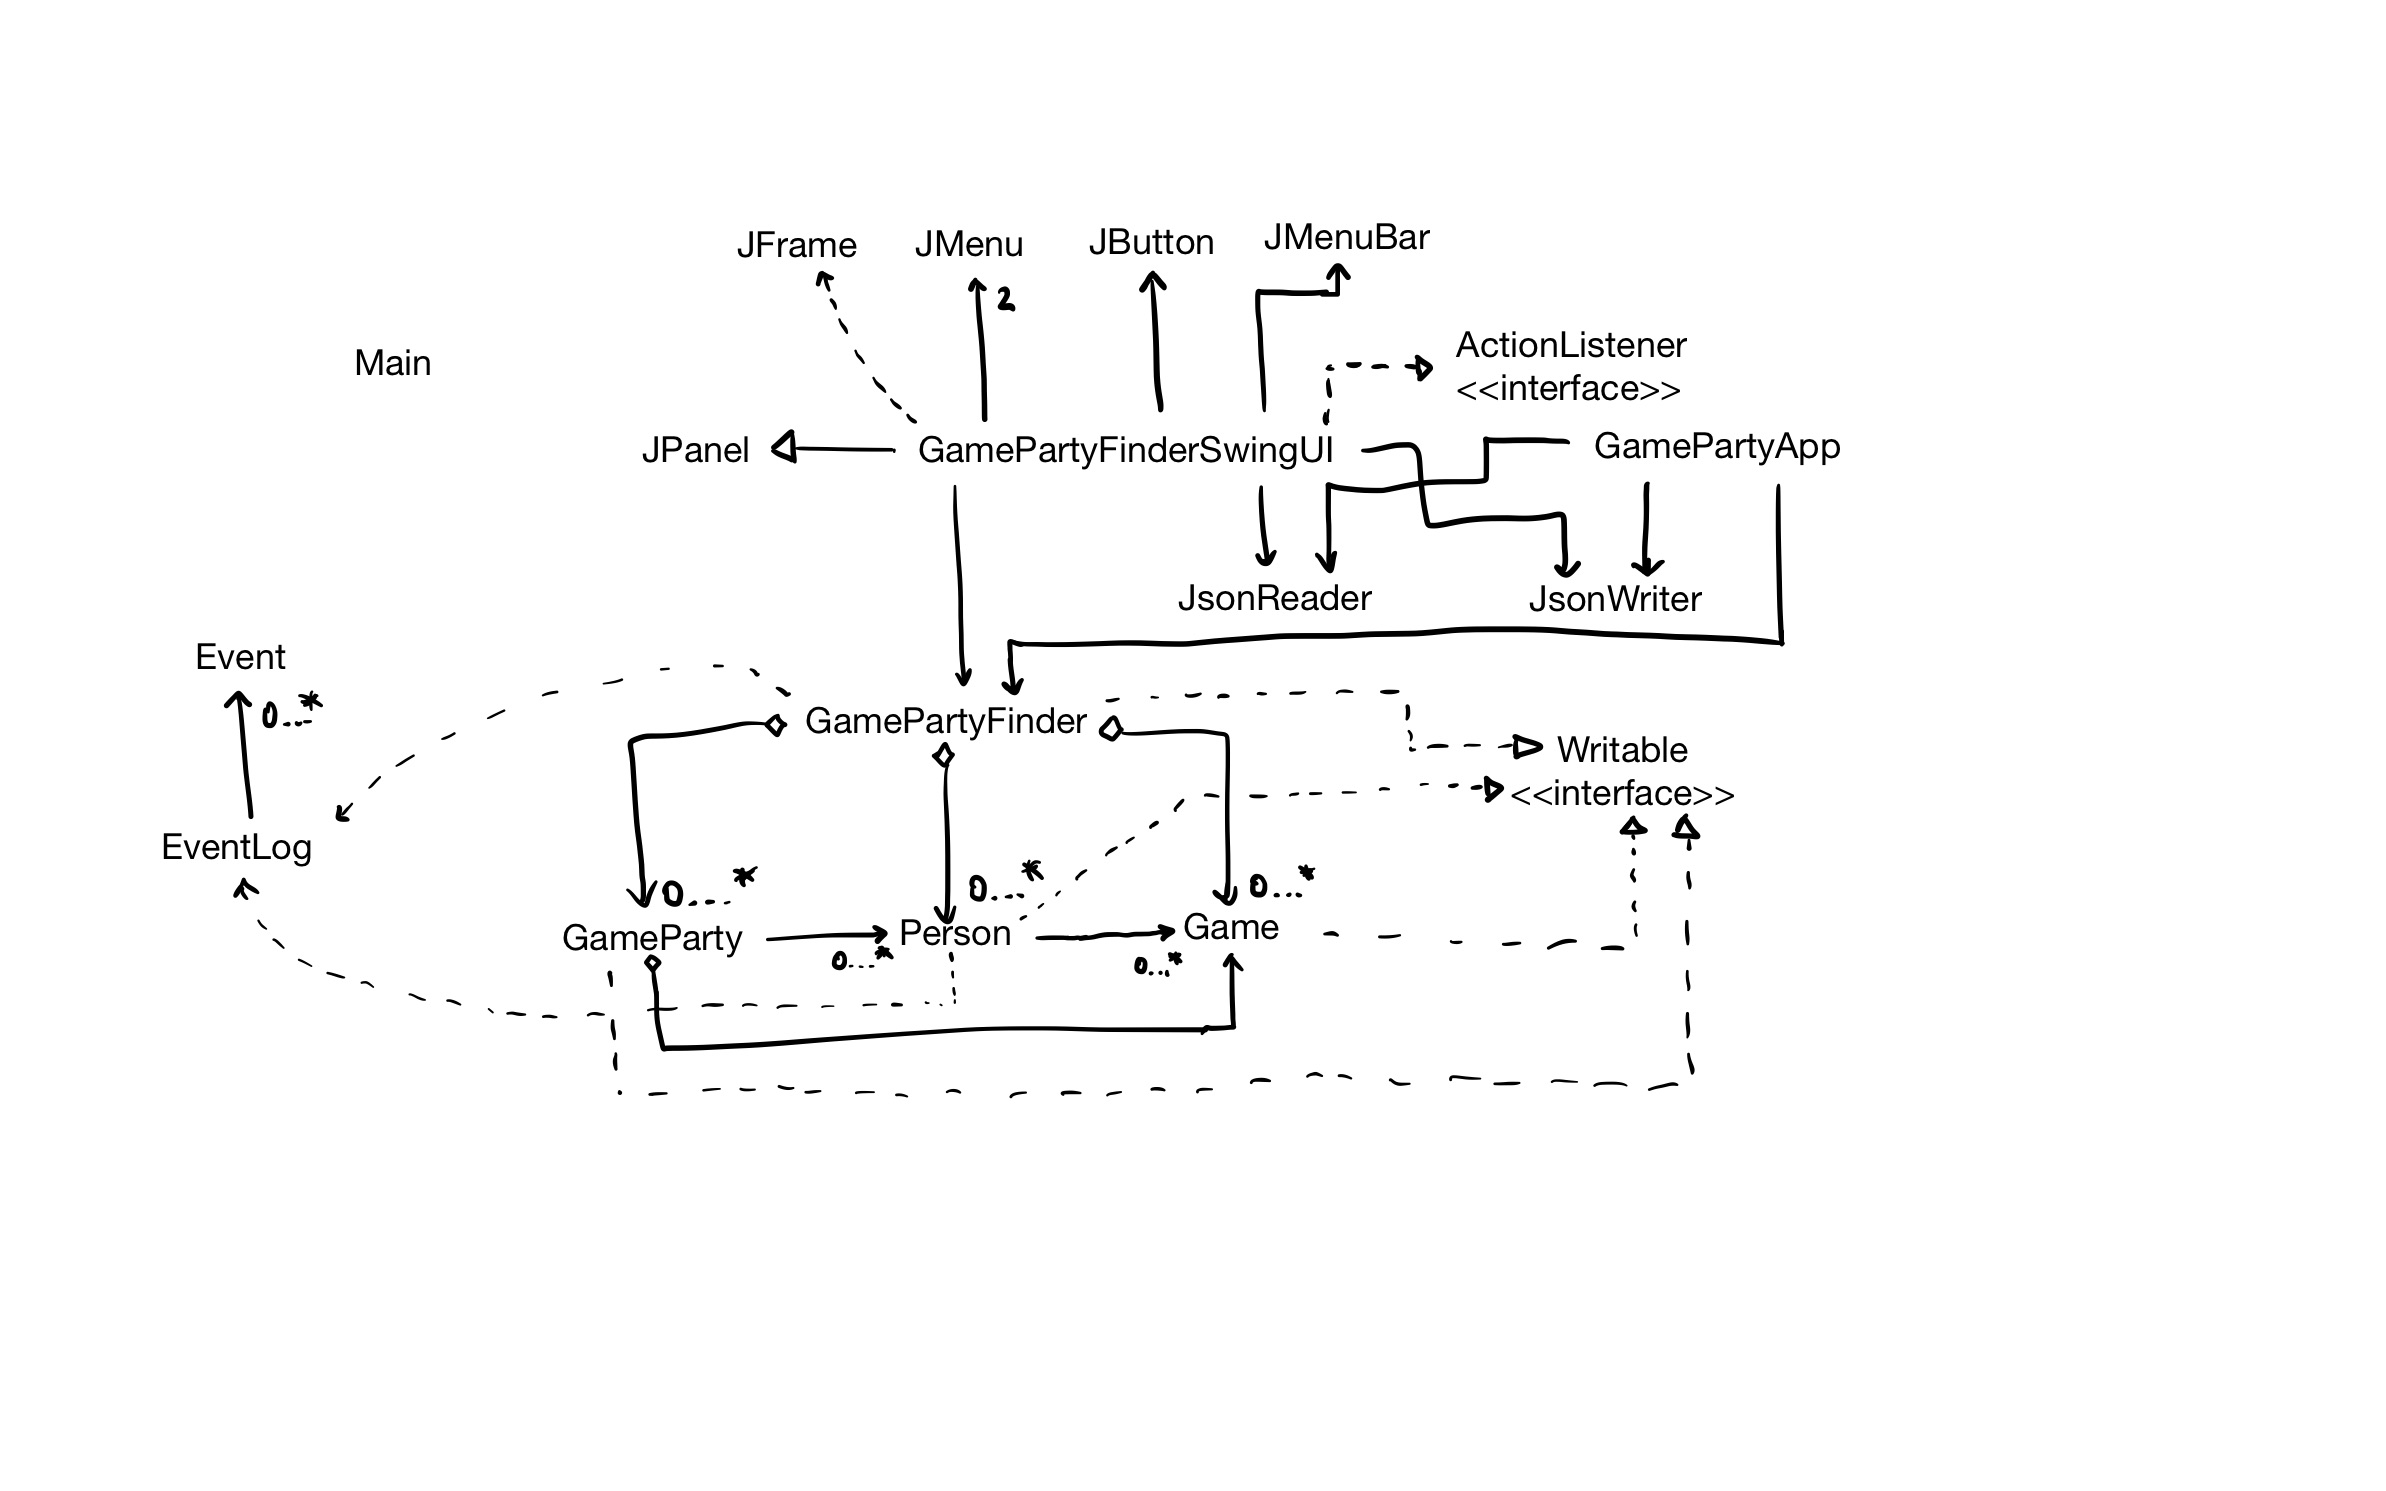 JFrame
JMenu
JButton
JMenuBar
2
ActionListener
<<interface>>
Main
JPanel
GamePartyFinderSwingUI
GamePartyApp
JsonReader
JsonWriter
Event
0...*
GamePartyFinder
Writable
<<interface>>
EventLog
0....*
0....*
0...*
GameParty
Person
Game
0....*
0...*